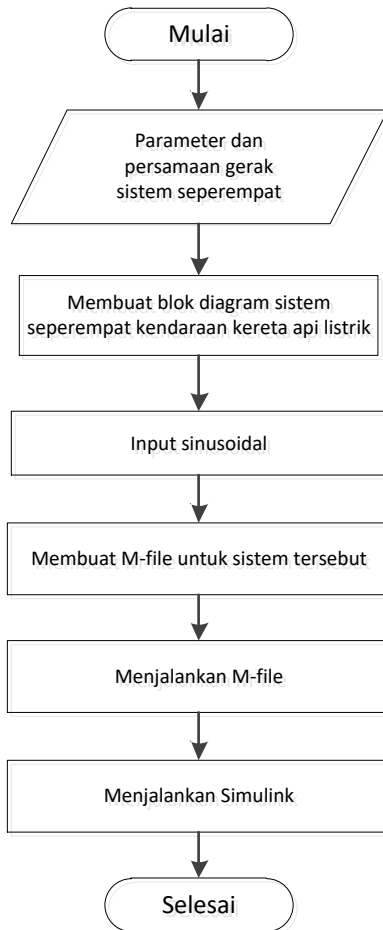 Mulai
Parameter dan
persamaan gerak
sistem seperempat
Membuat blok diagram sistem
seperempat kendaraan kereta api listrik
Input sinusoidal
Membuat M-file untuk sistem tersebut
Menjalankan M-file
Menjalankan Simulink
Selesai